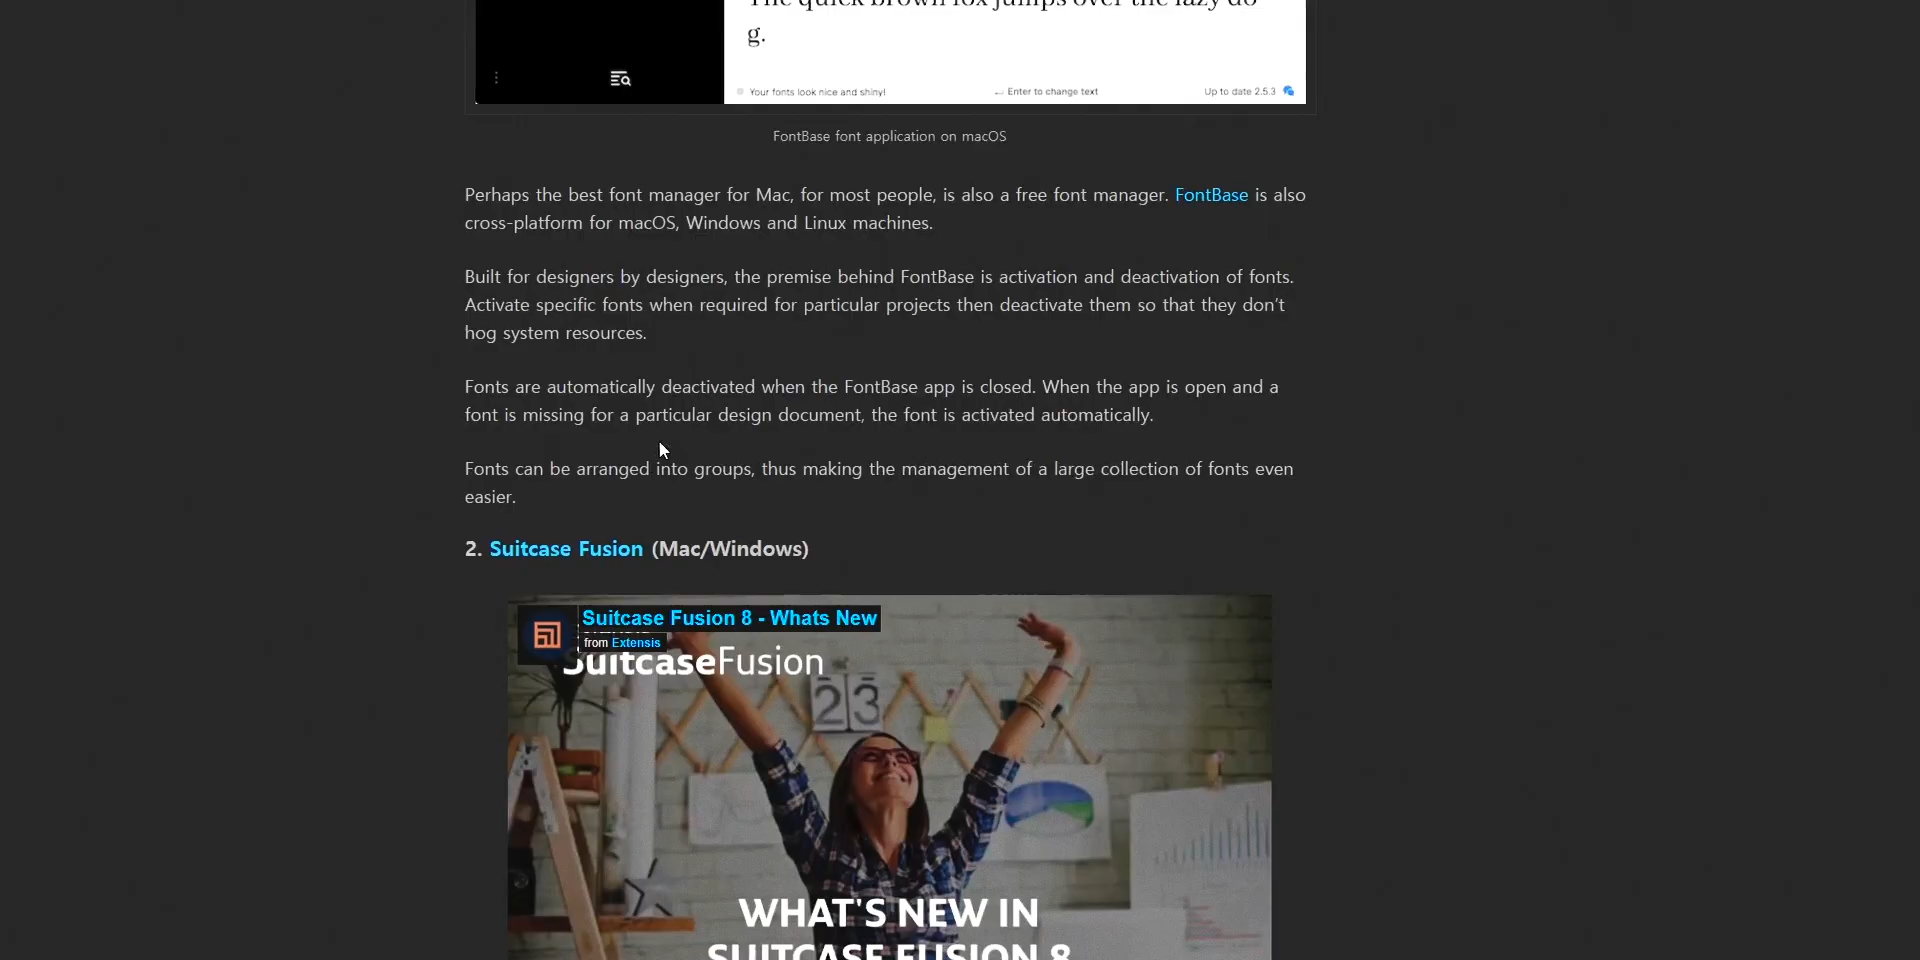 The quick brown fox jumps over the lazy do
g.
Your fonts look nice and shiny!
Enter to change text
Up to date 2.5.3
FontBase font application on macOS
Perhaps the best font manager for Mac, for most people, is also a free font manager. FontBase is also
cross-platform for macOS, Windows and Linux machines.
Built for designers by designers, the premise behind FontBase is activation and deactivation of fonts.
Activate specific fonts when required for particular projects then deactivate them so that they don’t
hog system resources.
Fonts are automatically deactivated when the FontBase app is closed. When the app is open and a
font is missing for a particular design document, the font is activated automatically.
Fonts can be arranged into groups, thus making the management of a large collection of fonts even
easier.
2. Suitcase Fusion (Mac/Windows)
Suitcase Fusion 8 - Whats New
from Extensis
SuitcaseFusion
23
WHAT'S NEW IN
SUITCASE FUSION 8